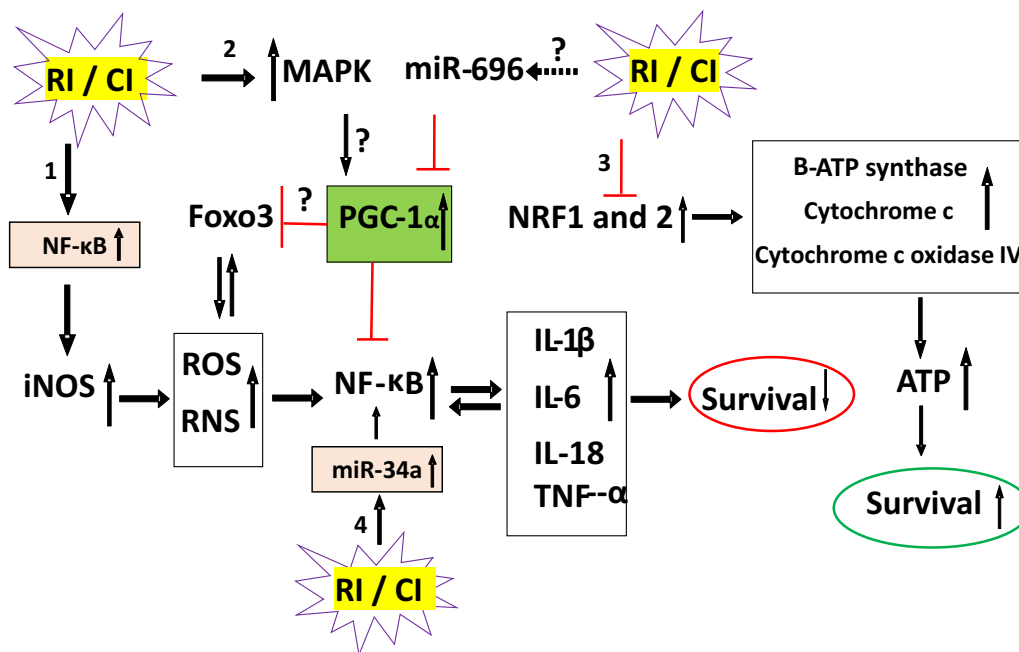 RI / CI
2
MAPK
miR-696
?
RI / CI
1
?
3
B-ATP synthase
Cytochrome c
Cytochrome c oxidase IV
NF-κB
Foxo3
?
PGC-1α
NRF1 and 2
iNOS
ROS
RNS
NF-κB
IL-1β
IL-6
IL-18
TNF--α
Survival
ATP
miR-34a
Survival
4
RI / CI